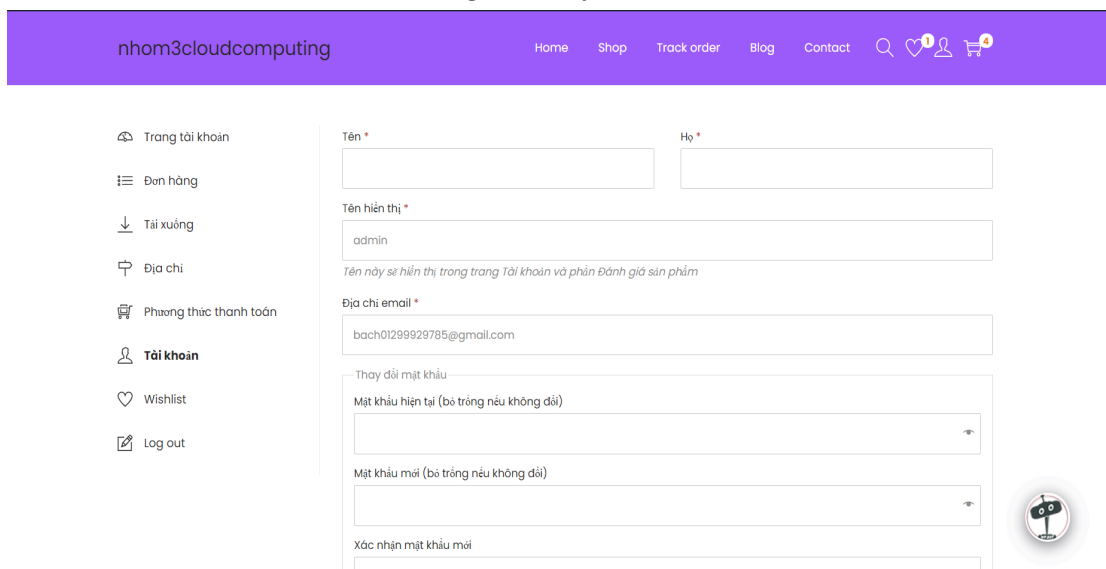 nhom3cloudcomputing
Home Shop Track order Blog Contact 1 4
Trang tài khoản
Đơn hàng
Tải xuống
Địa chỉ
Phương thức thanh toán
Tài khoản
Wishlist
Log out
Tên * Họ *
Tên hiển thị *
admin
Tên này sẽ hiển thị trong trang Tài khoản và phần Đánh giá sản phẩm
Địa chỉ email *
bach01299929785@gmail.com
Thay đổi mật khẩu
Mật khẩu hiện tại (bỏ trống nếu không đổi)
Mật khẩu mới (bỏ trống nếu không đổi)
Xác nhận mật khẩu mới